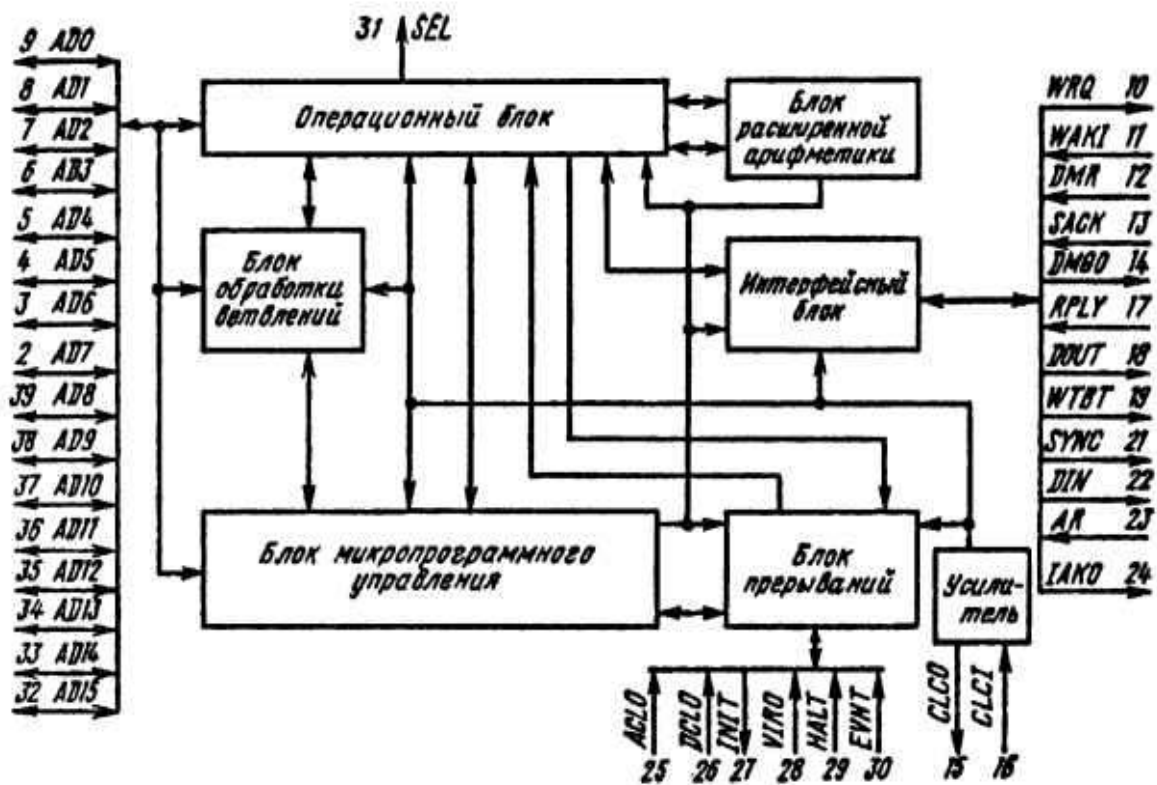 31 SEL
9 AD0
8 AD1
7 AD2
6 AD3
5 AD4
4 AD5
3 AD6
2 AD7
39 AD8
38 AD9
37 AD10
36 AD11
35 AD12
34 AD13
33 AD14
32 AD15
Операционный блок
Блок
расширенной
арифметики
Блок
обработки
ветвлений
Интерфейсный
блок
Блок микропрограммного
управления
Блок
прерываний
Усили-
тель
WRQ 10
WAKI 11
DMR 12
SACK 13
DMGO 14
RPLY 17
DOUT 18
WTBT 19
SYNC 21
DIN 22
AR 23
IAKO 24
ACLO 25
DCLO 26
INIT 27
VIRO 28
HALT 29
EVNT 30
CLCO 15
CLCI 16